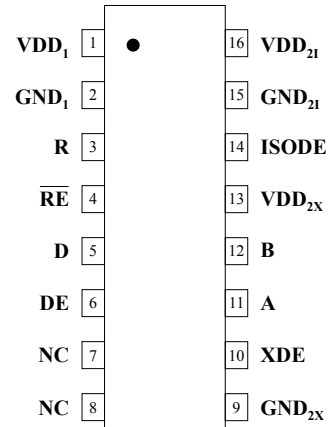 VDD₁ 1 16 VDD₂I
GND₁ 2 15 GND₂I
R 3 14 ISODE
R̅E̅ 4 13 VDD₂X
D 5 12 B
DE 6 11 A
NC 7 10 XDE
NC 8 9 GND₂X